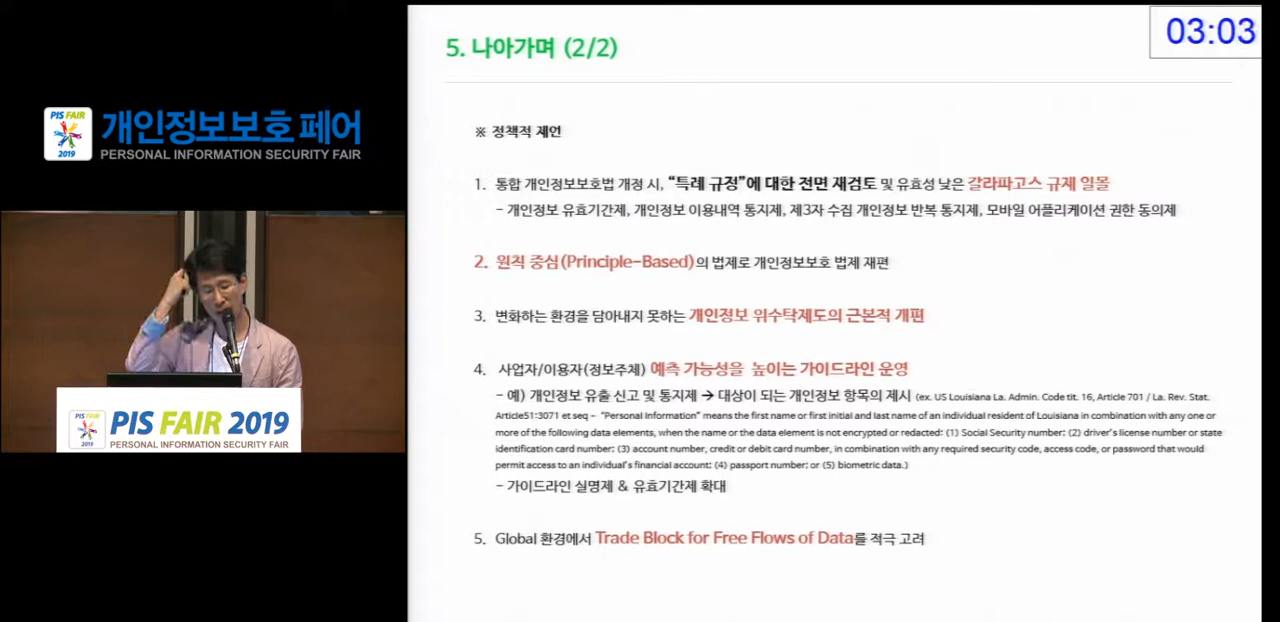 5. 나아가며 (2/2)
03:03
PIS FAIR
2019
개인정보보호 페어
PERSONAL INFORMATION SECURITY FAIR
※ 정책적 제언
1. 통합 개인정보보호법 개정 시, “특례 규정”에 대한 전면 재검토 및 유효성 낮은 갈라파고스 규제 일몰
- 개인정보 유효기간제, 개인정보 이용내역 통지제, 제3자 수집 개인정보 반복 통지제, 모바일 어플리케이션 권한 동의제
2. 원칙 중심(Principle-Based)의 법제로 개인정보보호 법제 재편
3. 변화하는 환경을 담아내지 못하는 개인정보 위수탁제도의 근본적 개편
4. 사업자/이용자(정보주체) 예측 가능성을 높이는 가이드라인 운영
- 예) 개인정보 유출 신고 및 통지제 → 대상이 되는 개인정보 항목의 제시 (ex. US Louisiana La. Admin. Code tit. 16, Article 701 / La. Rev. Stat.
Article51:3071 et seq – “Personal Information” means the first name or first initial and last name of an individual resident of Louisiana in combination with any one or
more of the following data elements, when the name or the data element is not encrypted or redacted: (1) Social Security number; (2) driver's license number or state
identification card number; (3) account number, credit or debit card number, in combination with any required security code, access code, or password that would
permit access to an individual's financial account; (4) passport number; or (5) biometric data.)
- 가이드라인 실명제 & 유효기간제 확대
5. Global 환경에서 Trade Block for Free Flows of Data를 적극 고려
PIS FAIR
2019
PIS FAIR 2019
PERSONAL INFORMATION SECURITY FAIR